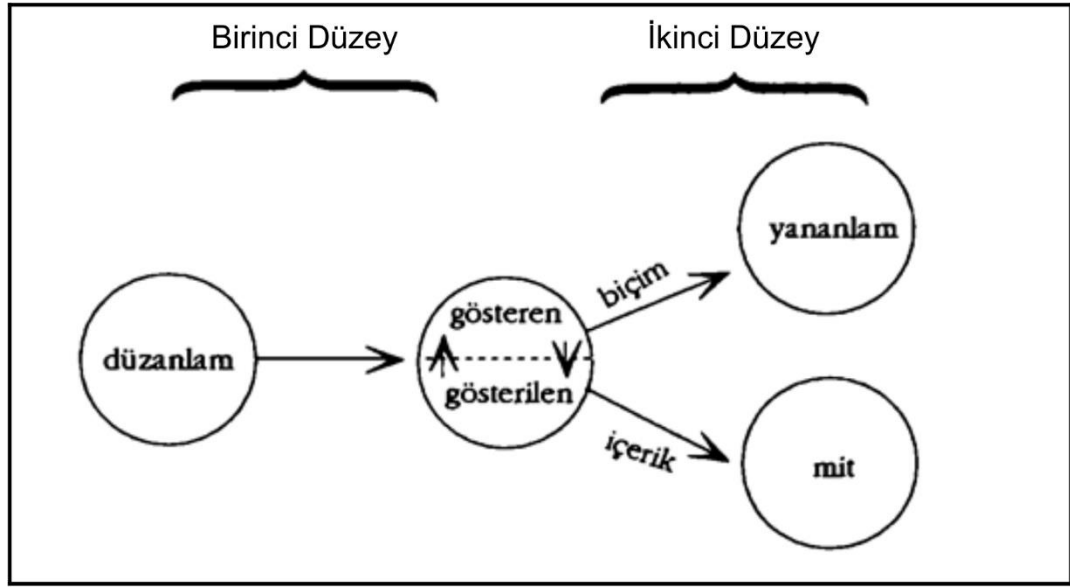 Birinci Düzey
İkinci Düzey
düzanlam
gösteren
gösterilen
biçim
içerik
yananlam
mit